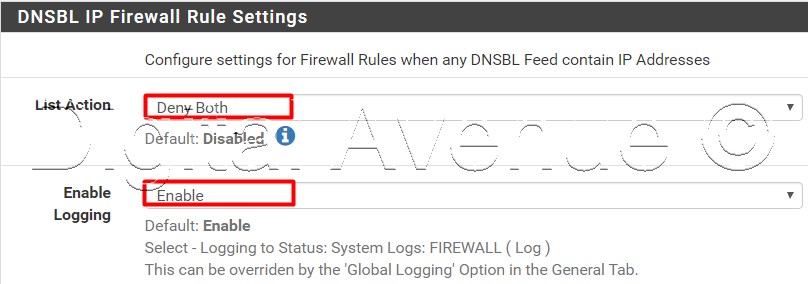 DNSBL IP Firewall Rule Settings
Configure settings for Firewall Rules when any DNSBL Feed contain IP Addresses
List Action
Deny Both
Default: Disabled
Digital Avenue ©
Enable Logging
Enable
Default: Enable
Select - Logging to Status: System Logs: FIREWALL ( Log )
This can be overriden by the 'Global Logging' Option in the General Tab.